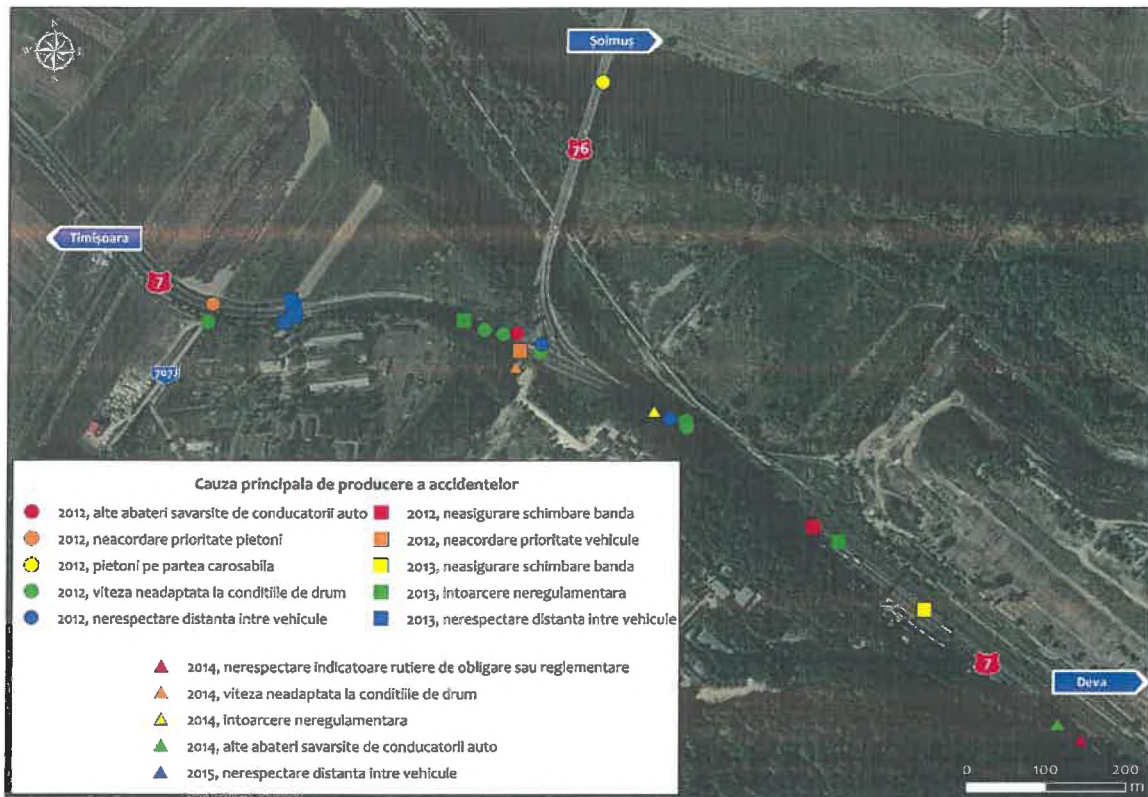 Șoimuș
76
Timișoara
7
707J
Cauza principala de producere a accidentelor
2012, alte abateri savarsite de conducatorii auto
2012, neacordare prioritate pietoni
2012, pietoni pe partea carosabila
2012, viteza neadaptata la conditiile de drum
2012, nerespectare distanta intre vehicule
2012, neasigurare schimbare banda
2012, neacordare prioritate vehicule
2013, neasigurare schimbare banda
2013, intoarcere neregulamentara
2013, nerespectare distanta intre vehicule
2014, nerespectare indicatoare rutiere de obligare sau reglementare
2014, viteza neadaptata la conditiile de drum
2014, intoarcere neregulamentara
2014, alte abateri savarsite de conducatorii auto
2015, nerespectare distanta intre vehicule
7
Deva
0 100 200
m